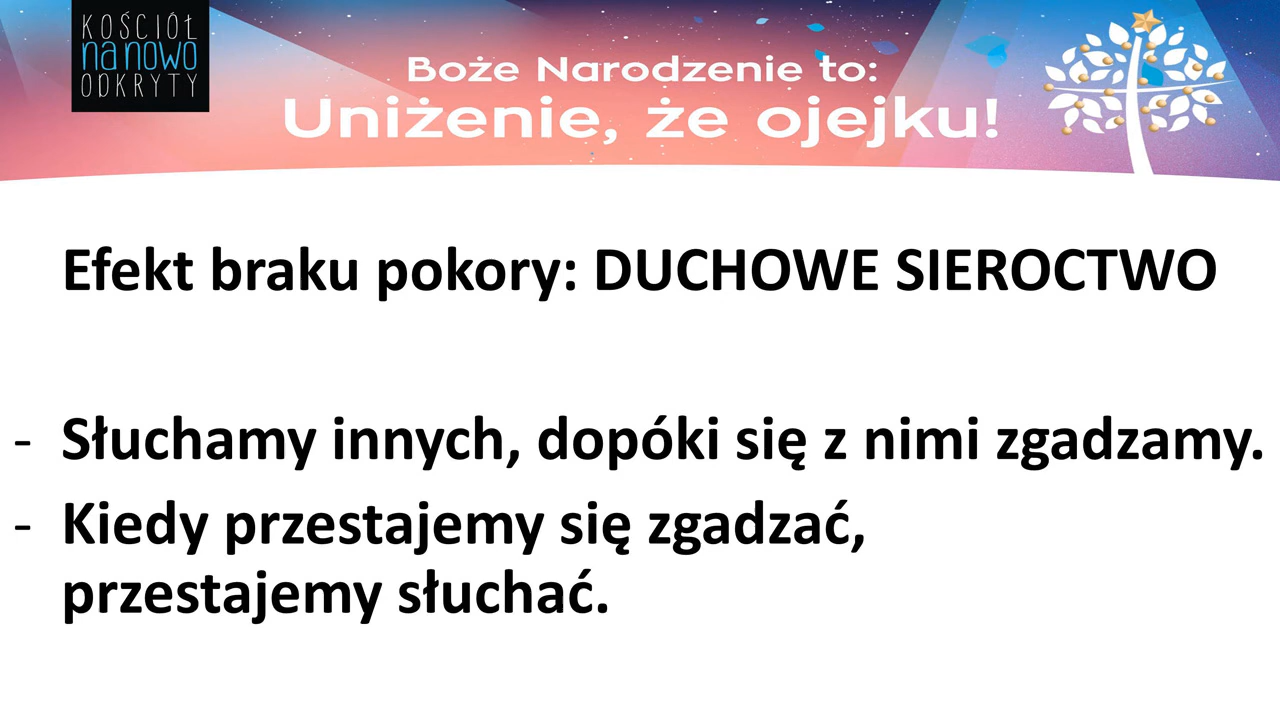 KOŚCIÓŁ
na nowo
ODKRYTY
Boże Narodzenie to:
Uniżenie, że ojejku!
Efekt braku pokory: DUCHOWE SIEROCTWO
- Słuchamy innych, dopóki się z nimi zgadzamy.
- Kiedy przestajemy się zgadzać,
przestajemy słuchać.